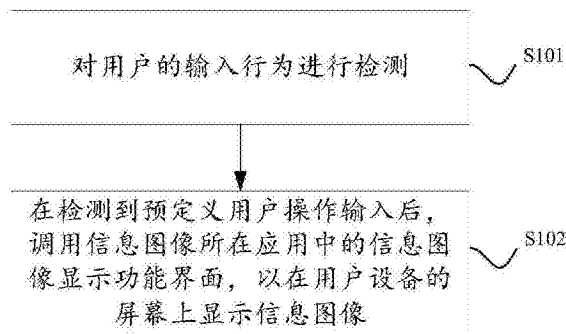 对用户的输入行为进行检测
S101
在检测到预定义用户操作输入后,
调用信息图像所在应用中的信息图
像显示功能界面, 以在用户设备的
屏幕上显示信息图像
S102